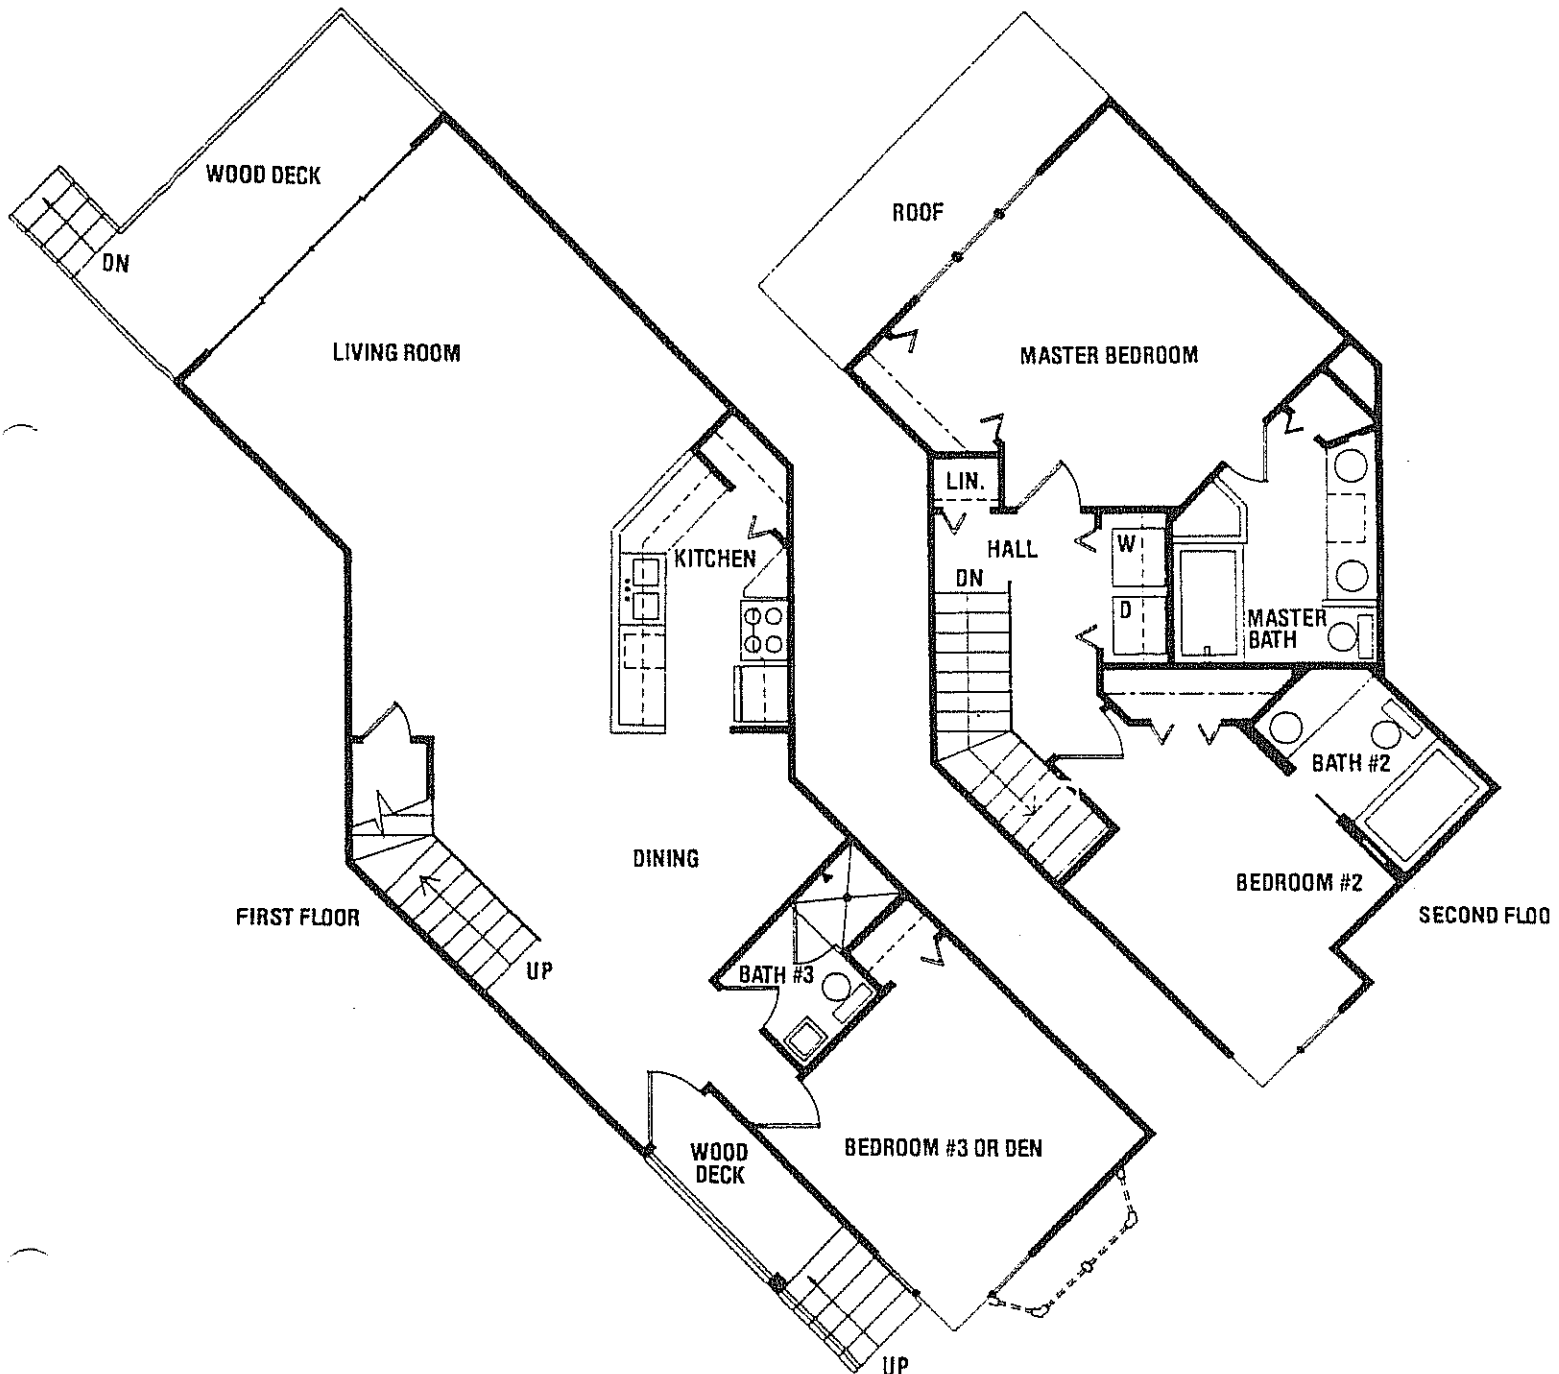 WOOD DECK
DN
LIVING ROOM
KITCHEN
DINING
FIRST FLOOR
UP
BATH #3
WOOD
DECK
BEDROOM #3 OR DEN
UP
ROOF
MASTER BEDROOM
LIN.
HALL
DN
W
D
MASTER
BATH
BATH #2
BEDROOM #2
SECOND FLOO